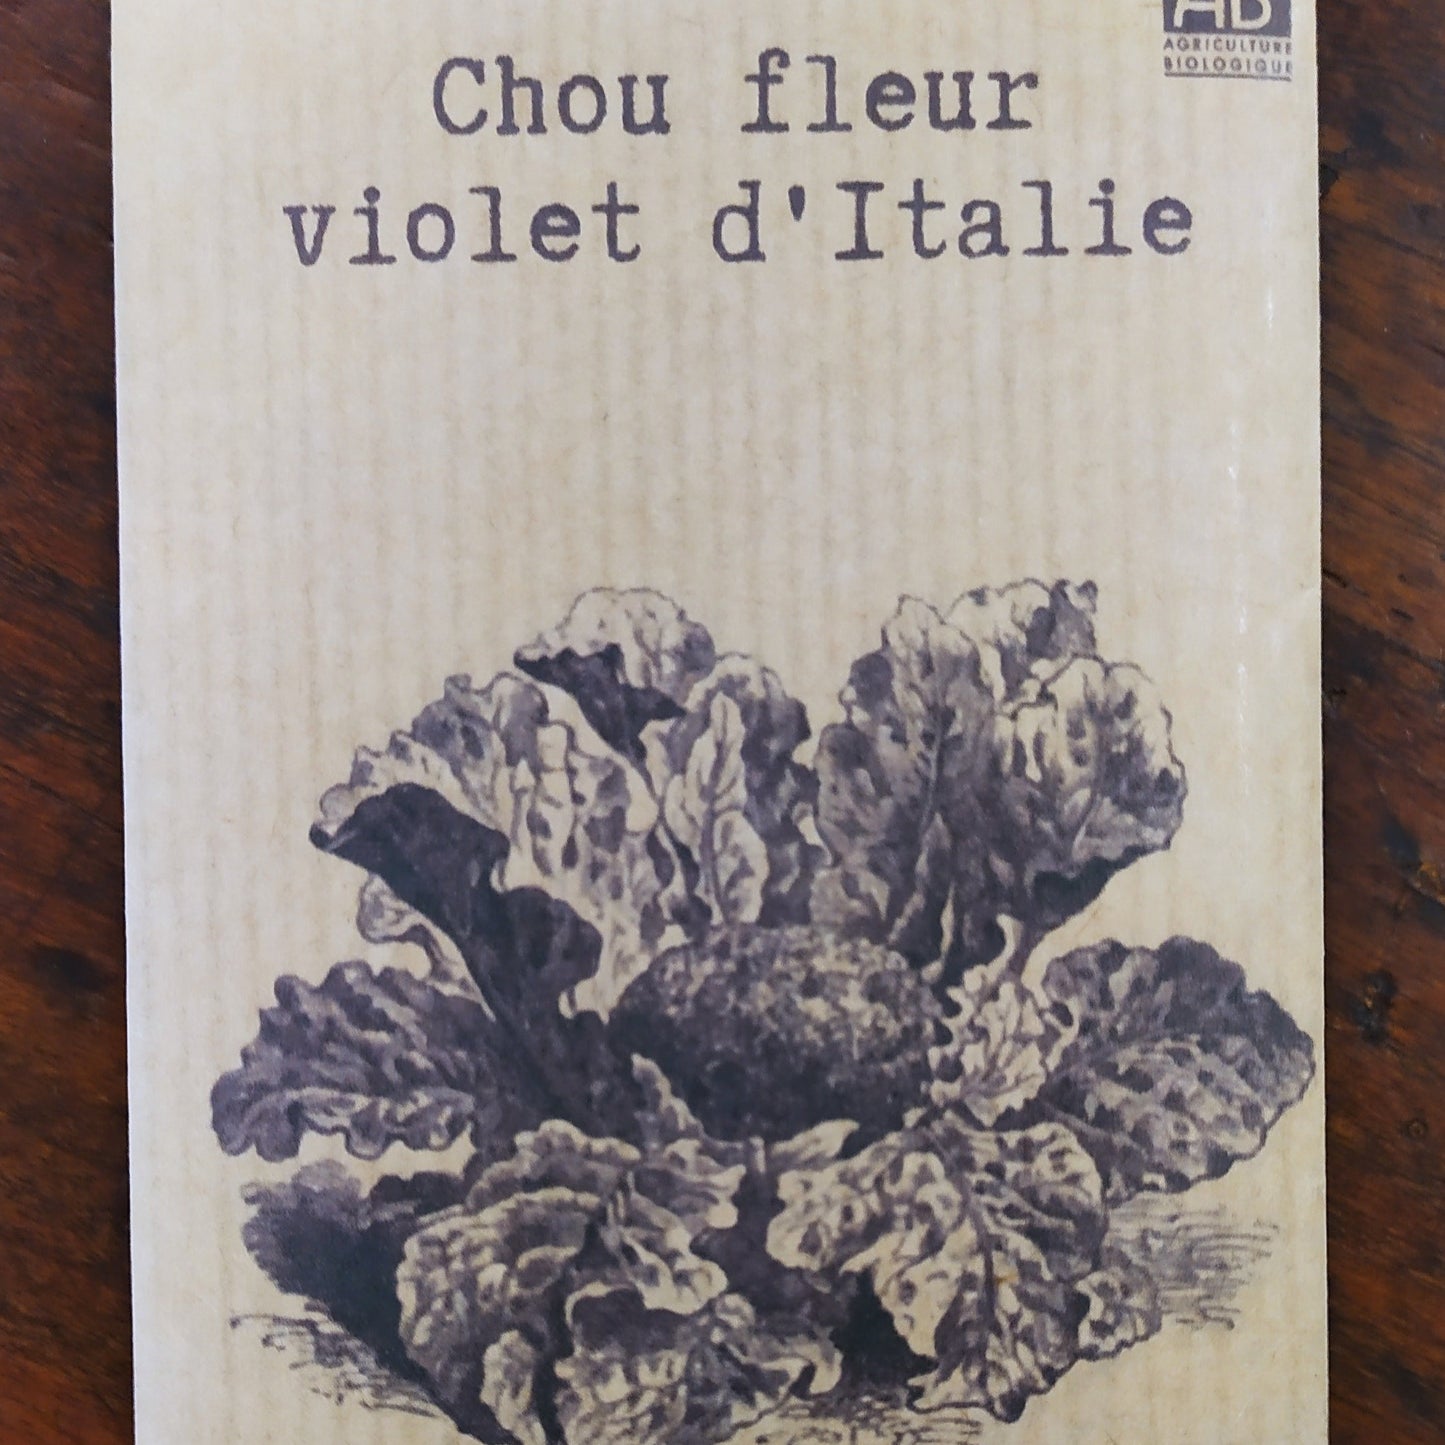 AB
AGRICULTURE
BIOLOGIQUE
Chou fleur
violet d'Italie